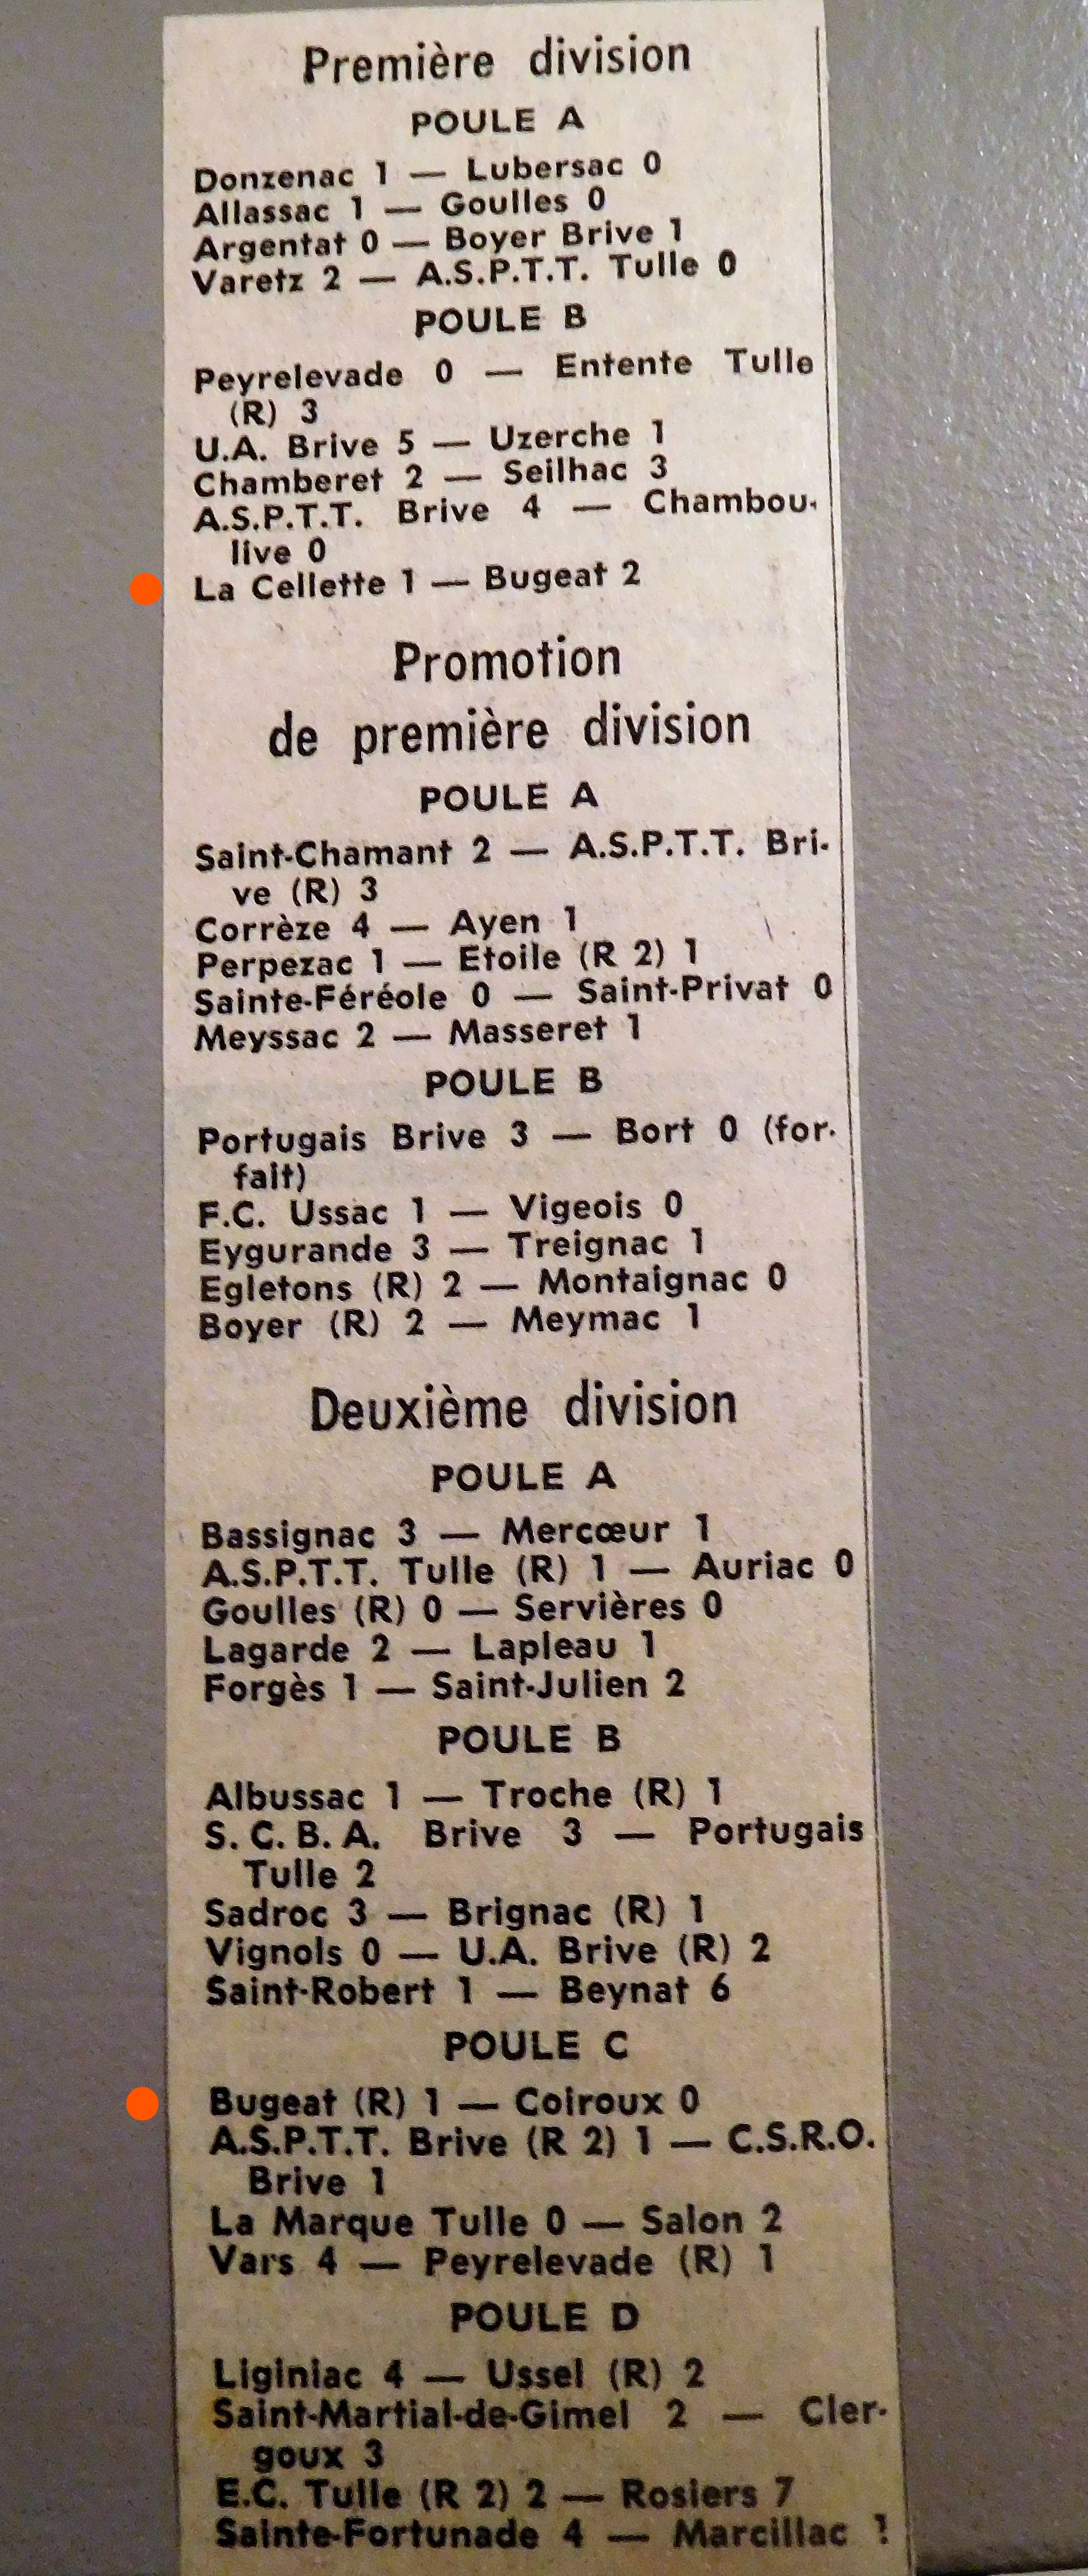 Première division
POULE A
Donzenac 1 — Lubersac 0
Allassac 1 — Goulles 0
Argentat 0 — Boyer Brive 1
Varetz 2 — A.S.P.T.T. Tulle 0
POULE B
Peyrelevade 0 — Entente Tulle
(R) 3
U.A. Brive 5 — Uzerche 1
Chamberet 2 — Seilhac 3
A.S.P.T.T. Brive 4 — Chambou-
live 0
La Cellette 1 — Bugeat 2
Promotion
de première division
POULE A
Saint-Chamant 2 — A.S.P.T.T. Bri-
ve (R) 3
Corrèze 4 — Ayen 1
Perpezac 1 — Etoile (R 2) 1
Sainte-Féréole 0 — Saint-Privat 0
Meyssac 2 — Masseret 1
POULE B
Portugais Brive 3 — Bort 0 (for-
fait)
F.C. Ussac 1 — Vigeois 0
Eygurande 3 — Treignac 1
Egletons (R) 2 — Montaignac 0
Boyer (R) 2 — Meymac 1
Deuxième division
POULE A
Bassignac 3 — Mercœur 1
A.S.P.T.T. Tulle (R) 1 — Auriac 0
Goulles (R) 0 — Servières 0
Lagarde 2 — Lapleau 1
Forgès 1 — Saint-Julien 2
POULE B
Albussac 1 — Troche (R) 1
S. C. B. A. Brive 3 — Portugais
Tulle 2
Sadroc 3 — Brignac (R) 1
Vignols 0 — U.A. Brive (R) 2
Saint-Robert 1 — Beynat 6
POULE C
Bugeat (R) 1 — Coiroux 0
A.S.P.T.T. Brive (R 2) 1 — C.S.R.O.
Brive 1
La Marque Tulle 0 — Salon 2
Vars 4 — Peyrelevade (R) 1
POULE D
Liginiac 4 — Ussel (R) 2
Saint-Martial-de-Gimel 2 — Cler-
goux 3
E.C. Tulle (R 2) 2 — Rosiers 7
Sainte-Fortunade 4 — Marcillac